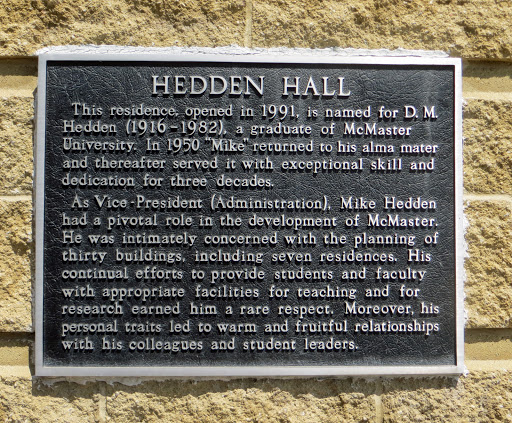 HEDDEN HALL
This residence, opened in 1991, is named for D. M.
Hedden (1916-1982), a graduate of McMaster
University. In 1950 "Mike" returned to his alma mater
and thereafter served it with exceptional skill and
dedication for three decades.
As Vice-President (Administration), Mike Hedden
had a pivotal role in the development of McMaster.
He was intimately concerned with the planning of
thirty buildings, including seven residences. His
continual efforts to provide students and faculty
with appropriate facilities for teaching and for
research earned him a rare respect. Moreover, his
personal traits led to warm and fruitful relationships
with his colleagues and student leaders.